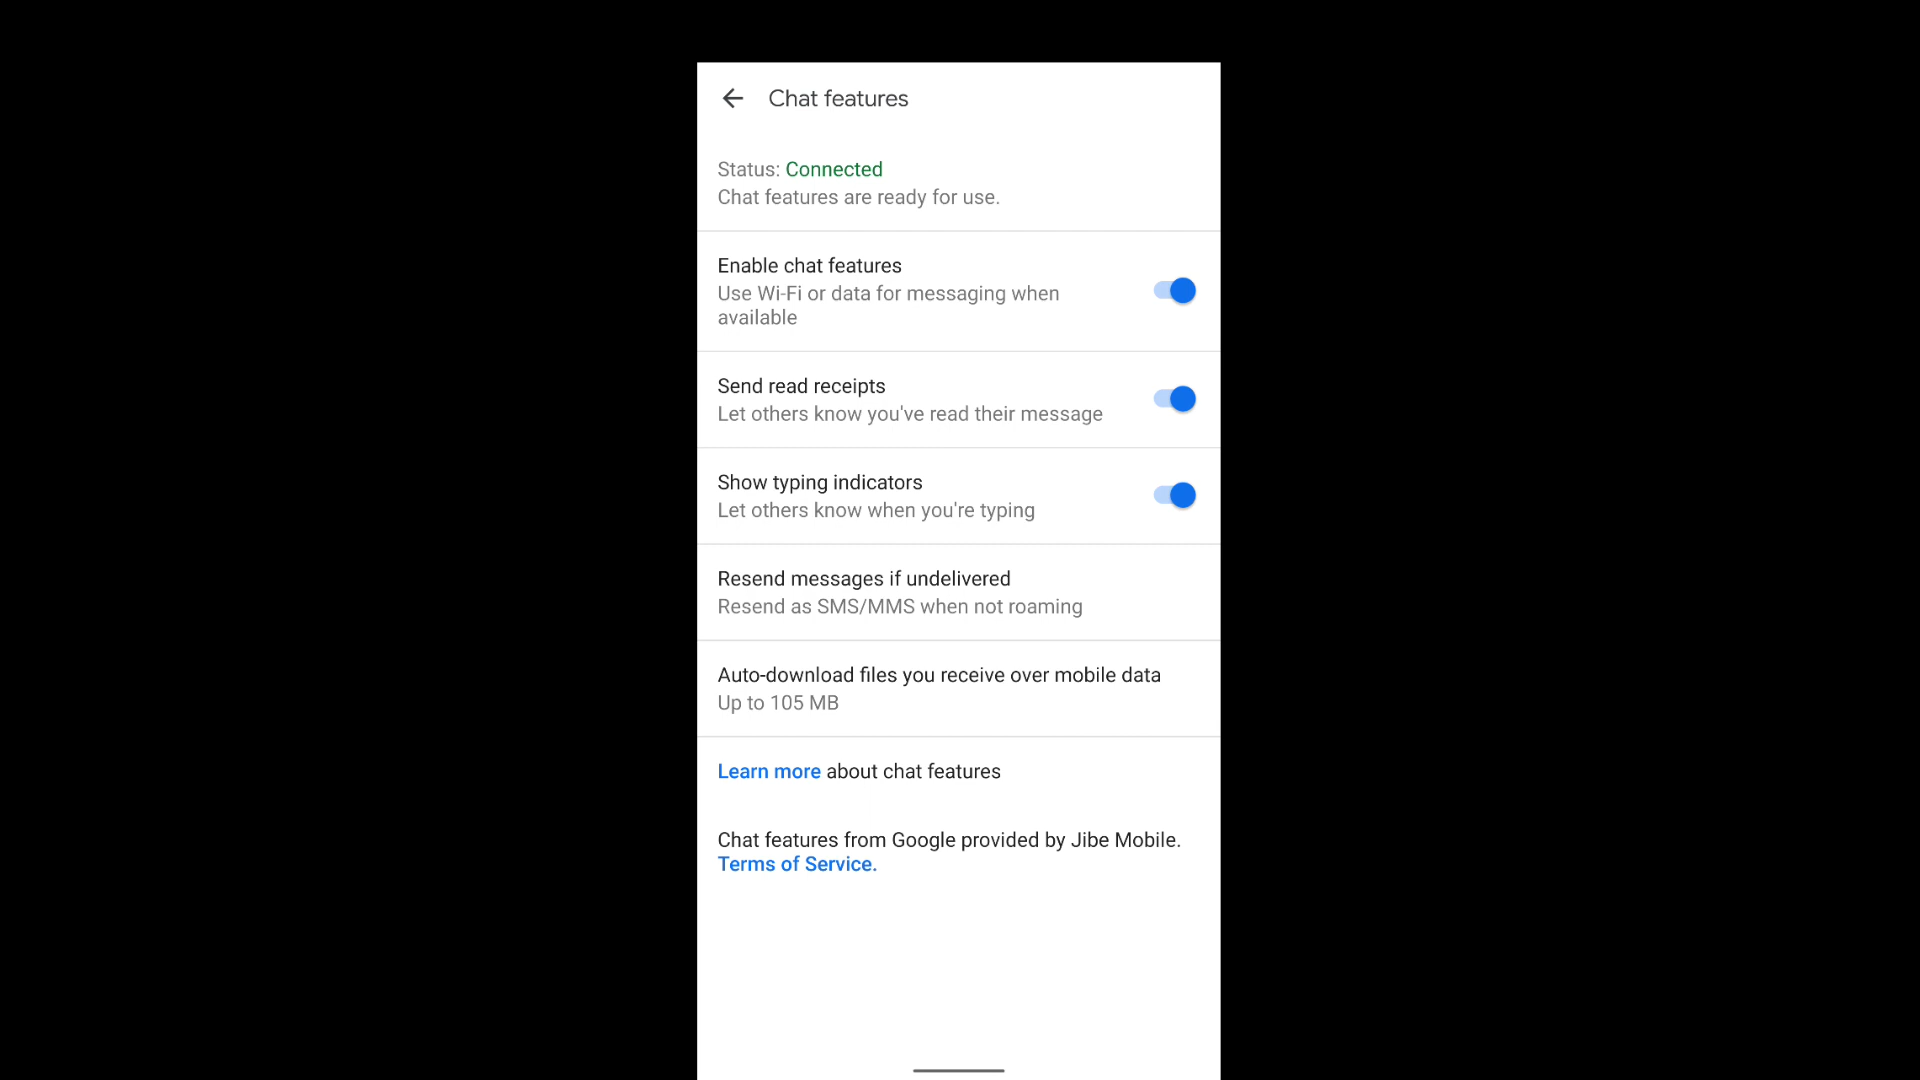 Chat features
Status: Connected
Chat features are ready for use.
Enable chat features
Use Wi-Fi or data for messaging when
available
Send read receipts
Let others know you've read their message
Show typing indicators
Let others know when you're typing
Resend messages if undelivered
Resend as SMS/MMS when not roaming
Auto-download files you receive over mobile data
Up to 105 MB
Learn more about chat features
Chat features from Google provided by Jibe Mobile.
Terms of Service.